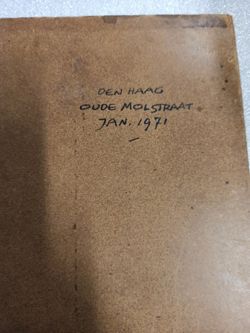 DEN HAAG
OUDE MOLSTRAAT
JAN. 1971